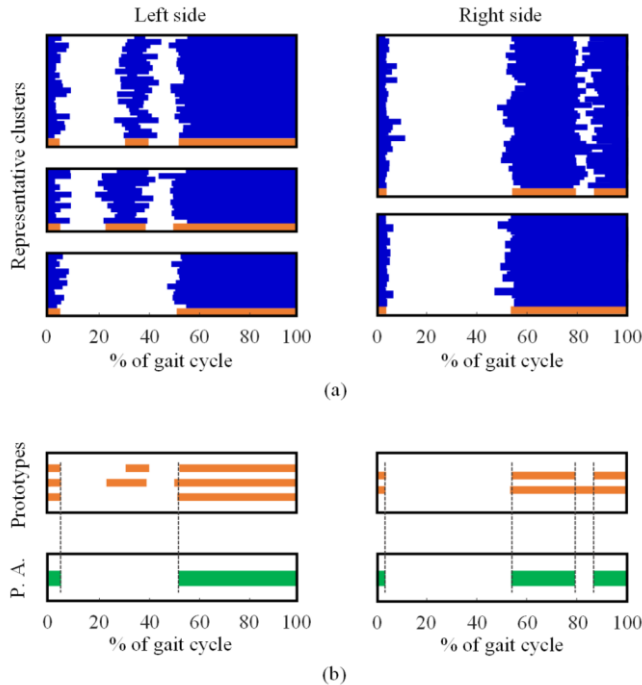 Left side
Right side
Representative clusters
0 20 40 60 80 100
0 20 40 60 80 100
% of gait cycle
% of gait cycle
(a)
Prototypes
P. A.
0 20 40 60 80 100
0 20 40 60 80 100
% of gait cycle
% of gait cycle
(b)